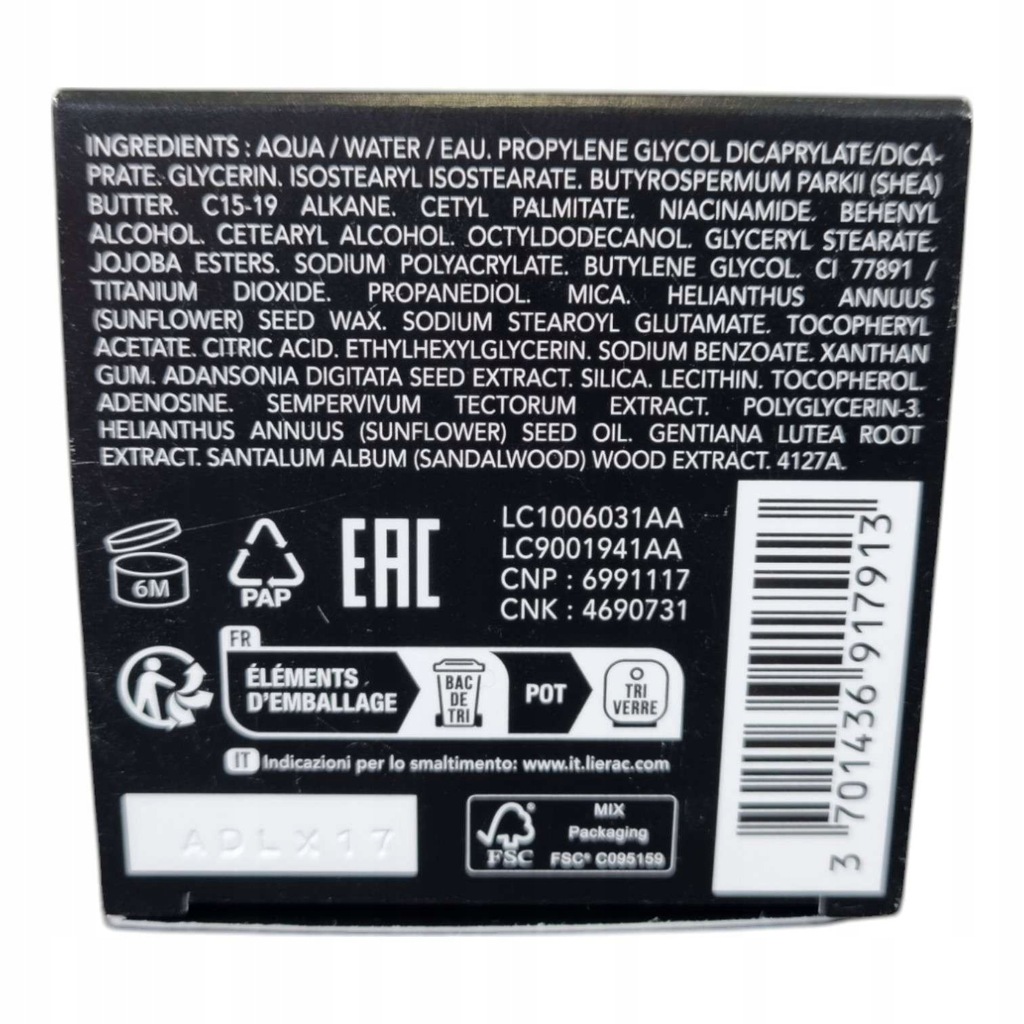 INGREDIENTS : AQUA / WATER / EAU. PROPYLENE GLYCOL DICAPRYLATE/DICA-
PRATE. GLYCERIN. ISOSTEARYL ISOSTEARATE. BUTYROSPERMUM PARKII (SHEA)
BUTTER. C15-19 ALKANE. CETYL PALMITATE. NIACINAMIDE. BEHENYL
ALCOHOL. CETEARYL ALCOHOL. OCTYLDODECANOL. GLYCERYL STEARATE.
JOJOBA ESTERS. SODIUM POLYACRYLATE. BUTYLENE GLYCOL. CI 77891 /
TITANIUM DIOXIDE. PROPANEDIOL. MICA. HELIANTHUS ANNUUS
(SUNFLOWER) SEED WAX. SODIUM STEAROYL GLUTAMATE. TOCOPHERYL
ACETATE. CITRIC ACID. ETHYLHEXYLGLYCERIN. SODIUM BENZOATE. XANTHAN
GUM. ADANSONIA DIGITATA SEED EXTRACT. SILICA. LECITHIN. TOCOPHEROL.
ADENOSINE. SEMPERVIVUM TECTORUM EXTRACT. POLYGLYCERIN-3.
HELIANTHUS ANNUUS (SUNFLOWER) SEED OIL. GENTIANA LUTEA ROOT
EXTRACT. SANTALUM ALBUM (SANDALWOOD) WOOD EXTRACT. 4127A.
6M
PAP
EAC
LC1006031AA
LC9001941AA
CNP : 6991117
CNK : 4690731
FR
ÉLÉMENTS
D'EMBALLAGE
BAC
DE
TRI
POT
TRI
VERRE
IT Indicazioni per lo smaltimento: www.it.lierac.com
ADLX17
FSC
MIX
Packaging
FSC® C095159
3 701436 917913